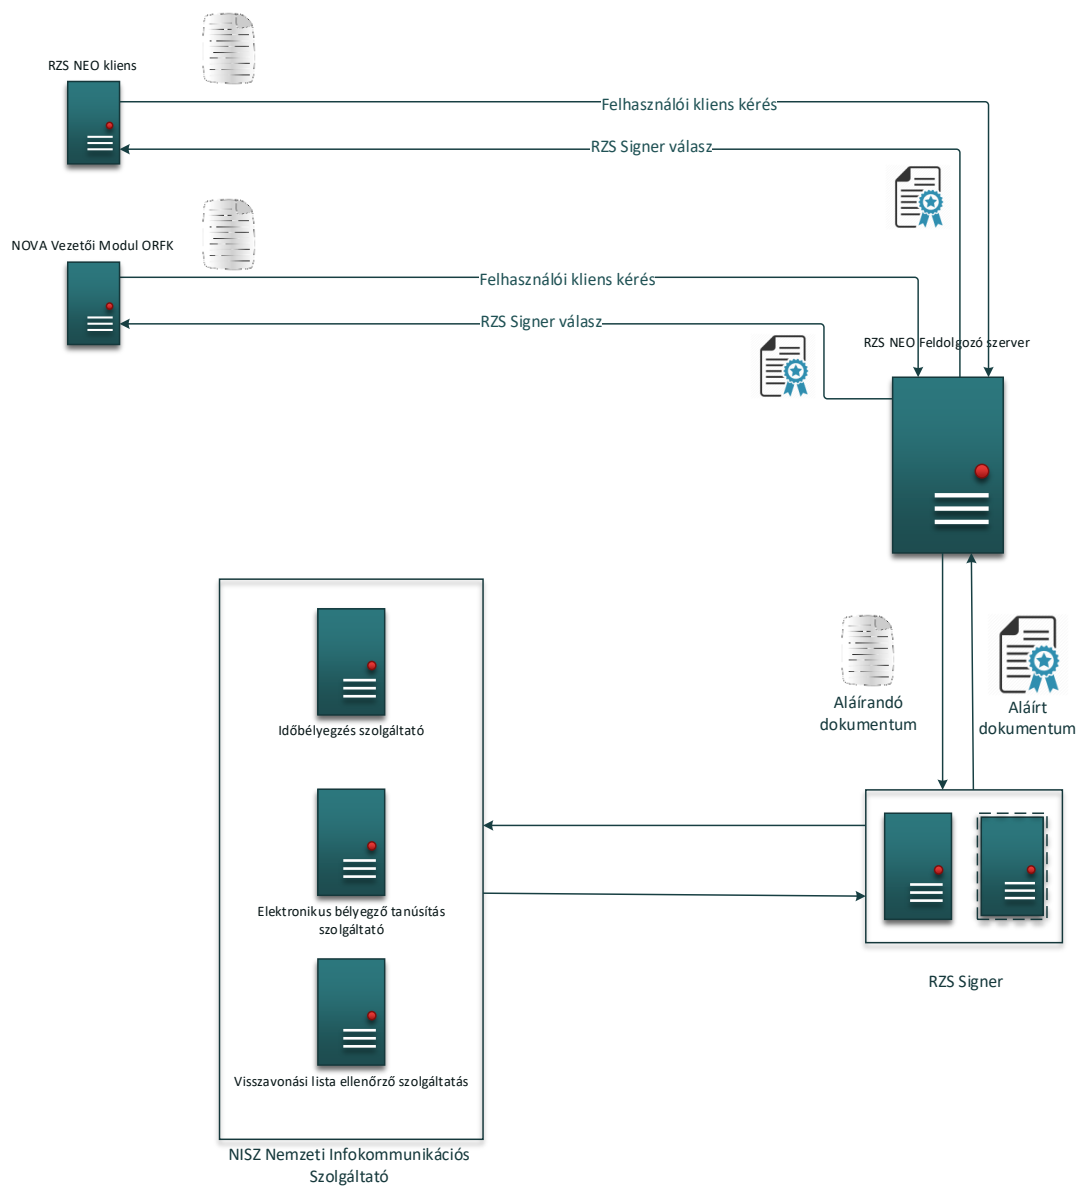 RZS NEO kliens
Felhasználói kliens kérés
RZS Signer válasz
NOVA Vezetői Modul ORFK
Felhasználói kliens kérés
RZS Signer válasz
RZS NEO Feldolgozó szerver
Aláírandó
dokumentum
Aláírt
dokumentum
Időbélyegzés szolgáltató
Elektronikus bélyegző tanúsítás
szolgáltató
RZS Signer
Visszavonási lista ellenőrző szolgáltatás
NISZ Nemzeti Infokommunikációs
Szolgáltató